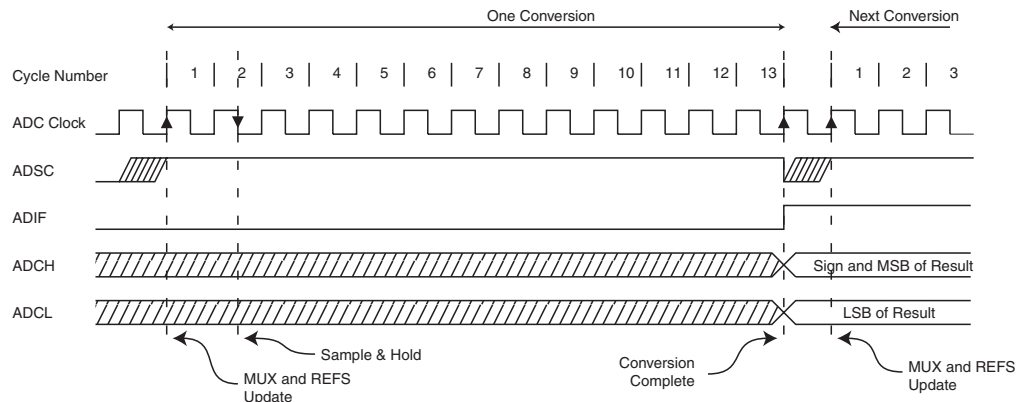 One Conversion
Next Conversion
Cycle Number 1 2 3 4 5 6 7 8 9 10 11 12 13 1 2 3
ADC Clock
ADSC
ADIF
ADCH
Sign and MSB of Result
ADCL
LSB of Result
Sample & Hold
MUX and REFS
Update
Conversion
Complete
MUX and REFS
Update